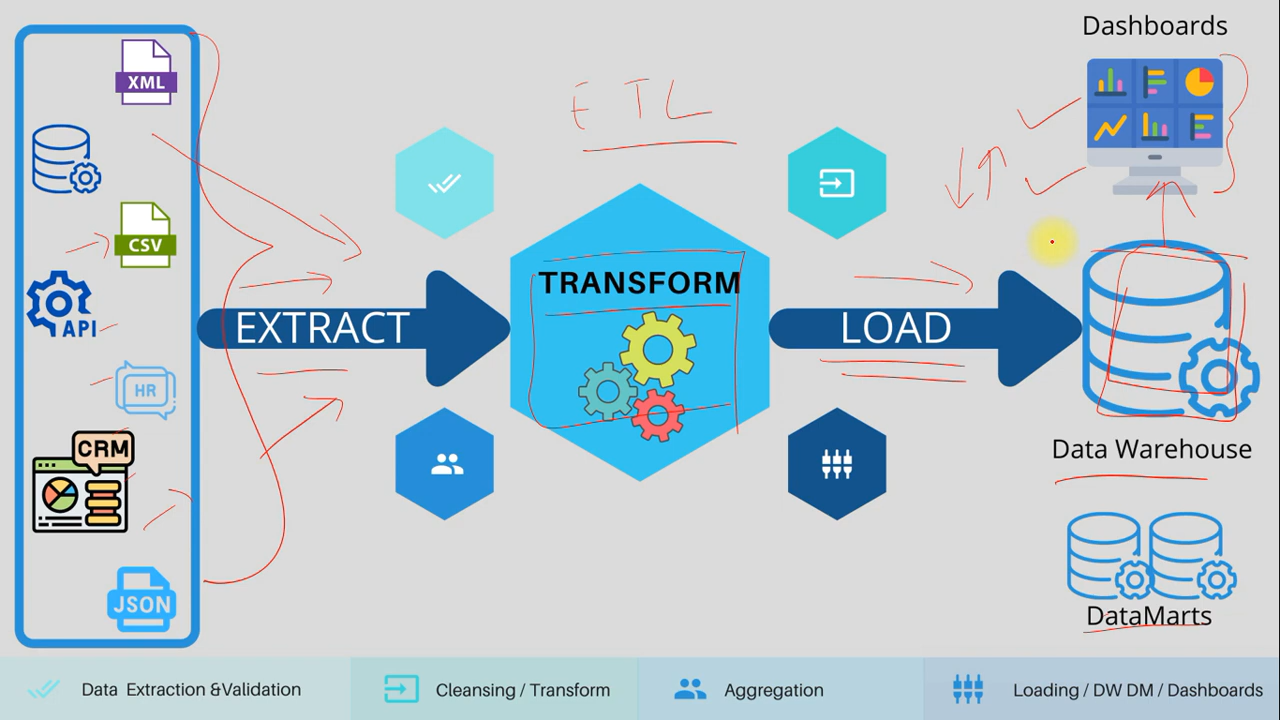 Dashboards
XML
ETL
CSV
TRANSFORM
API
EXTRACT
LOAD
HR
CRM
Data Warehouse
JSON
DataMarts
Data Extraction &Validation
Cleansing / Transform
Aggregation
Loading / DW DM / Dashboards